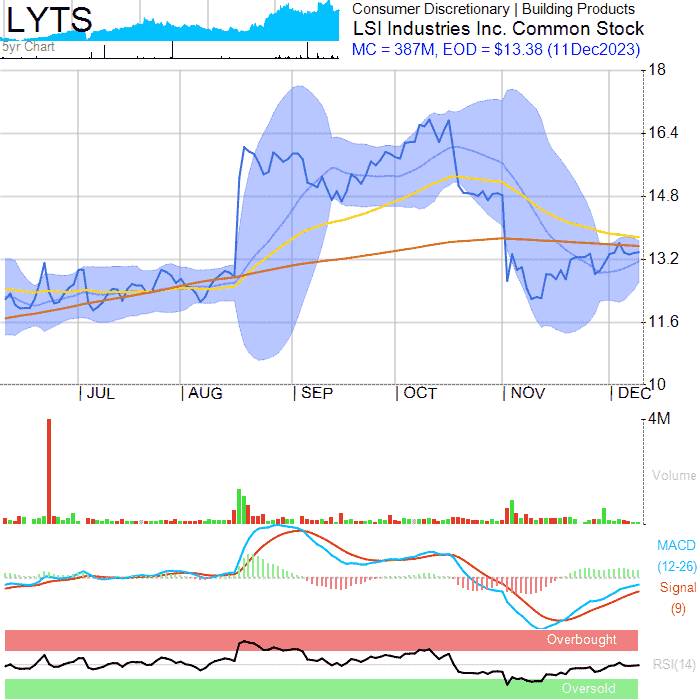 LYTS
5yr Chart
Consumer Discretionary | Building Products
LSI Industries Inc. Common Stock
MC = 387M, EOD = $13.38 (11Dec2023)
18
16.4
14.8
13.2
11.6
10
JUL AUG SEP OCT NOV DEC
4M
Volume
MACD
(12-26)
Signal
(9)
Overbought
RSI(14)
Oversold